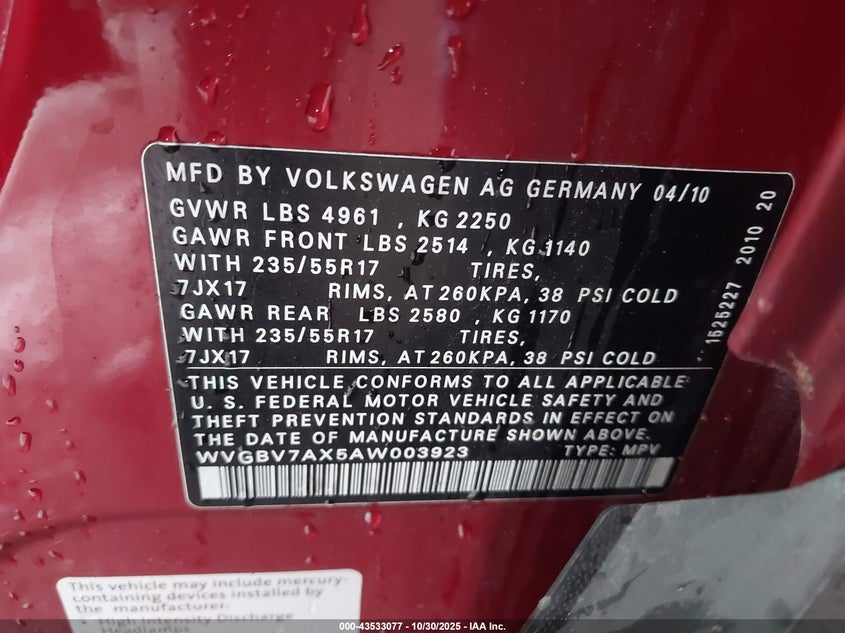 MFD BY VOLKSWAGEN AG GERMANY 04/10
GVWR LBS 4961 , KG 2250
GAWR FRONT LBS 2514 , KG 1140
WITH 235/55R17 TIRES,
7JX17 RIMS, AT 260KPA, 38 PSI COLD
GAWR REAR LBS 2580 , KG 1170
WITH 235/55R17 TIRES,
7JX17 RIMS, AT 260KPA, 38 PSI COLD
THIS VEHICLE CONFORMS TO ALL APPLICABLE
U. S. FEDERAL MOTOR VEHICLE SAFETY AND
THEFT PREVENTION STANDARDS IN EFFECT ON
THE DATE OF MANUFACTURE SHOWN ABOVE.
WVGBV7AX5AW003923 TYPE: MPV
1525227 2010 20
This vehicle may include mercury-
containing devices installed by
the manufacturer:
• High Intensity Discharge
Headlamps
000-43533077 - 10/30/2025 - IAA Inc.